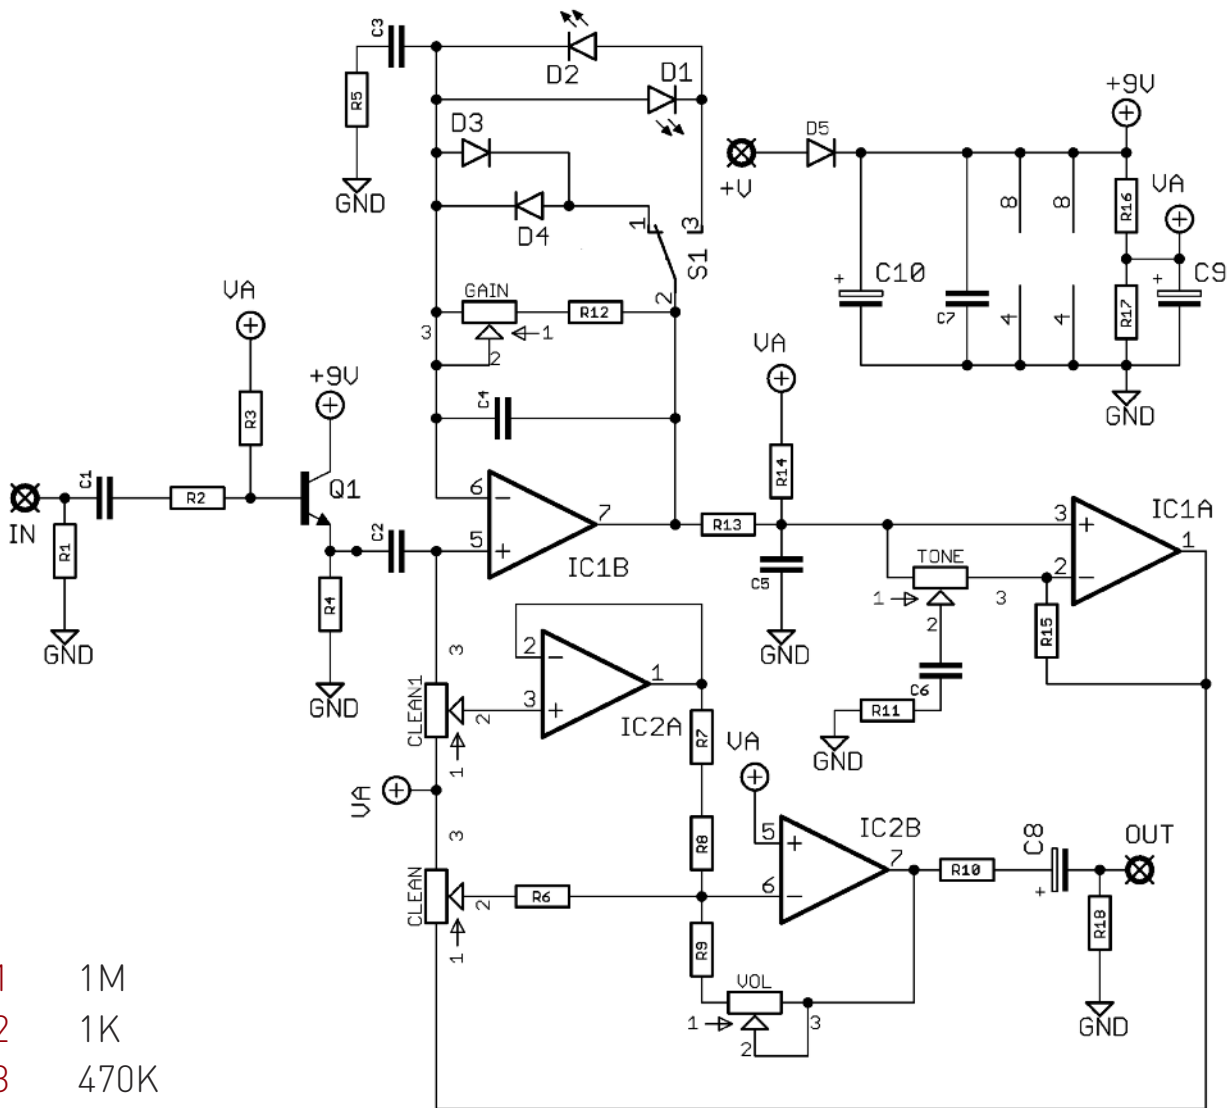 C3
R5
GND
D2
D1
D3
D4
1
3
S1
2
GAIN
3
1
2
R12
C4
+V
D5
+9V
VA
8
8
R16
C10
C7
4
4
R17
C9
GND
VA
R3
+9V
IN
C1
R1
GND
R2
Q1
R4
GND
C2
6
5
7
IC1B
R13
VA
R14
C5
GND
TONE
1
2
3
C6
R11
GND
3
2
1
IC1A
R15
3
CLEAN1
2
1
VA
2
3
1
IC2A
R7
R8
3
CLEAN
2
1
R6
VA
5
6
7
IC2B
R9
VOL
1
2
3
R10
C8
+
OUT
R18
GND
1 1M
2 1K
3 470K